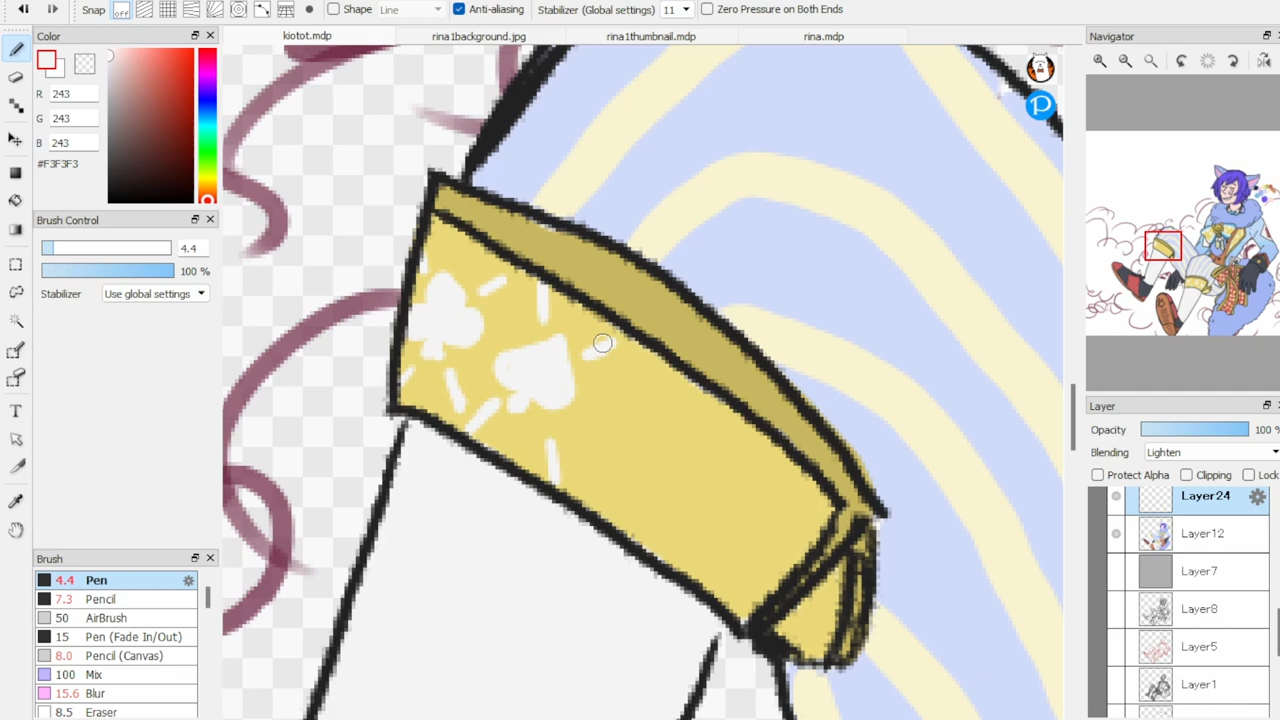 Snap off Shape Line Anti-aliasing Stabilizer (Global settings) 11 Zero Pressure on Both Ends
kiotot.mdp rina1background.jpg rina1thumbnail.mdp rina.mdp
Color
R 243
G 243
B 243
#F3F3F3
Brush Control
4.4
100 %
Stabilizer Use global settings
Brush
4.4 Pen
7.3 Pencil
50 AirBrush
15 Pen (Fade In/Out)
8.0 Pencil (Canvas)
100 Mix
15.6 Blur
8.5 Eraser
T
P
Navigator
Layer
Opacity 100 %
Blending Lighten
Protect Alpha Clipping Lock
Layer24
Layer12
Layer7
Layer8
Layer5
Layer1